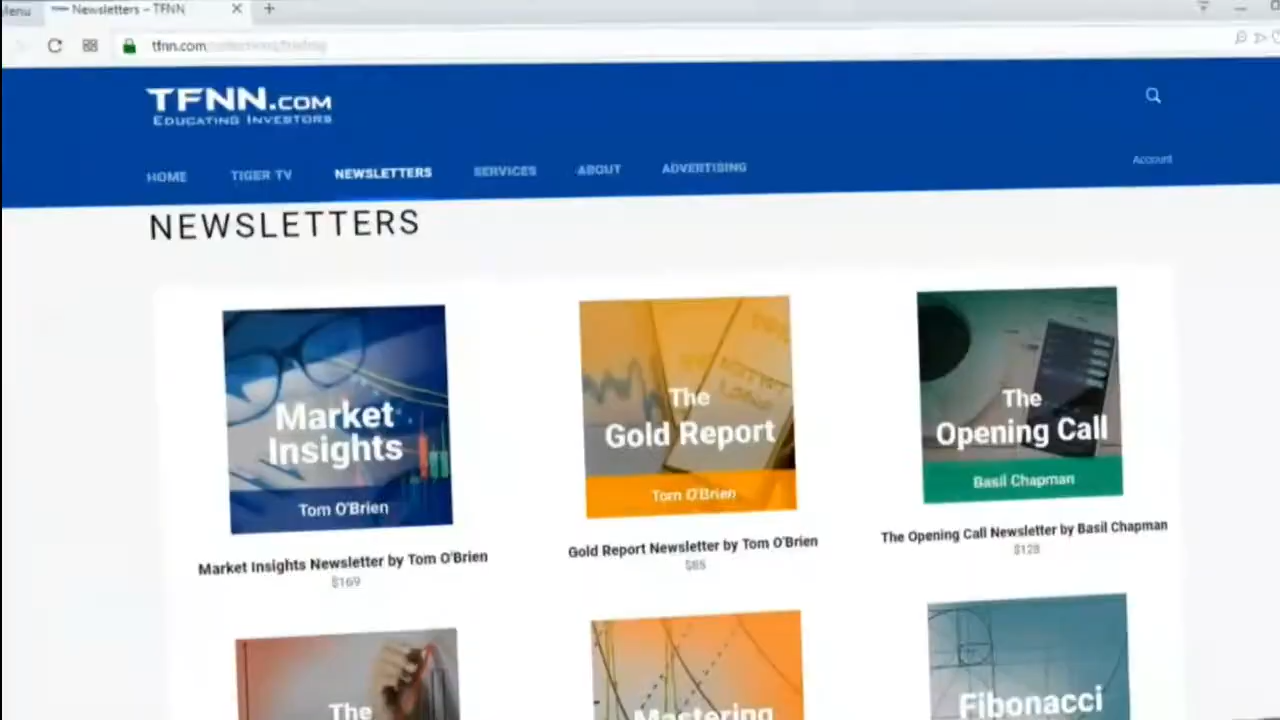 Menu
Newsletters – TFNN
tfnn.com
TFNN.COM
EDUCATING INVESTORS
HOME
TIGER TV
NEWSLETTERS
SERVICES
ABOUT
ADVERTISING
Account
NEWSLETTERS
Market
Insights
Tom O'Brien
Market Insights Newsletter by Tom O'Brien
$169
The
Gold Report
Tom O'Brien
Gold Report Newsletter by Tom O'Brien
The
Opening Call
Basil Chapman
The Opening Call Newsletter by Basil Chapman
$128
The
Mastering
Fibonacci